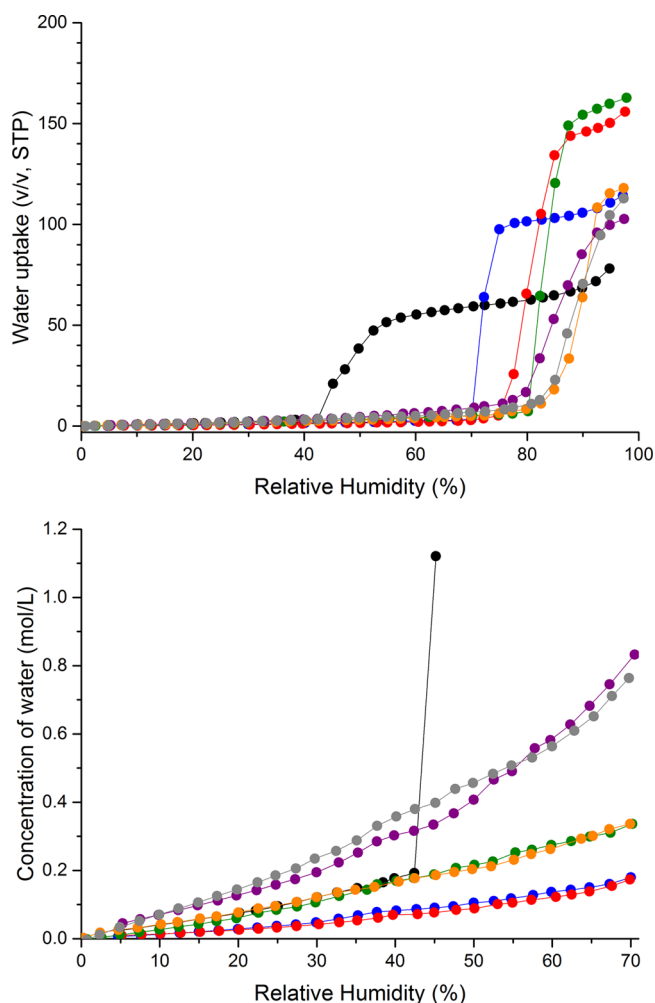 200
150
100
50
0
Water uptake (v/v, STP)
0 20 40 60 80 100
Relative Humidity (%)
1.2
1.0
0.8
0.6
0.4
0.2
0.0
Concentration of water (mol/L)
0 10 20 30 40 50 60 70
Relative Humidity (%)